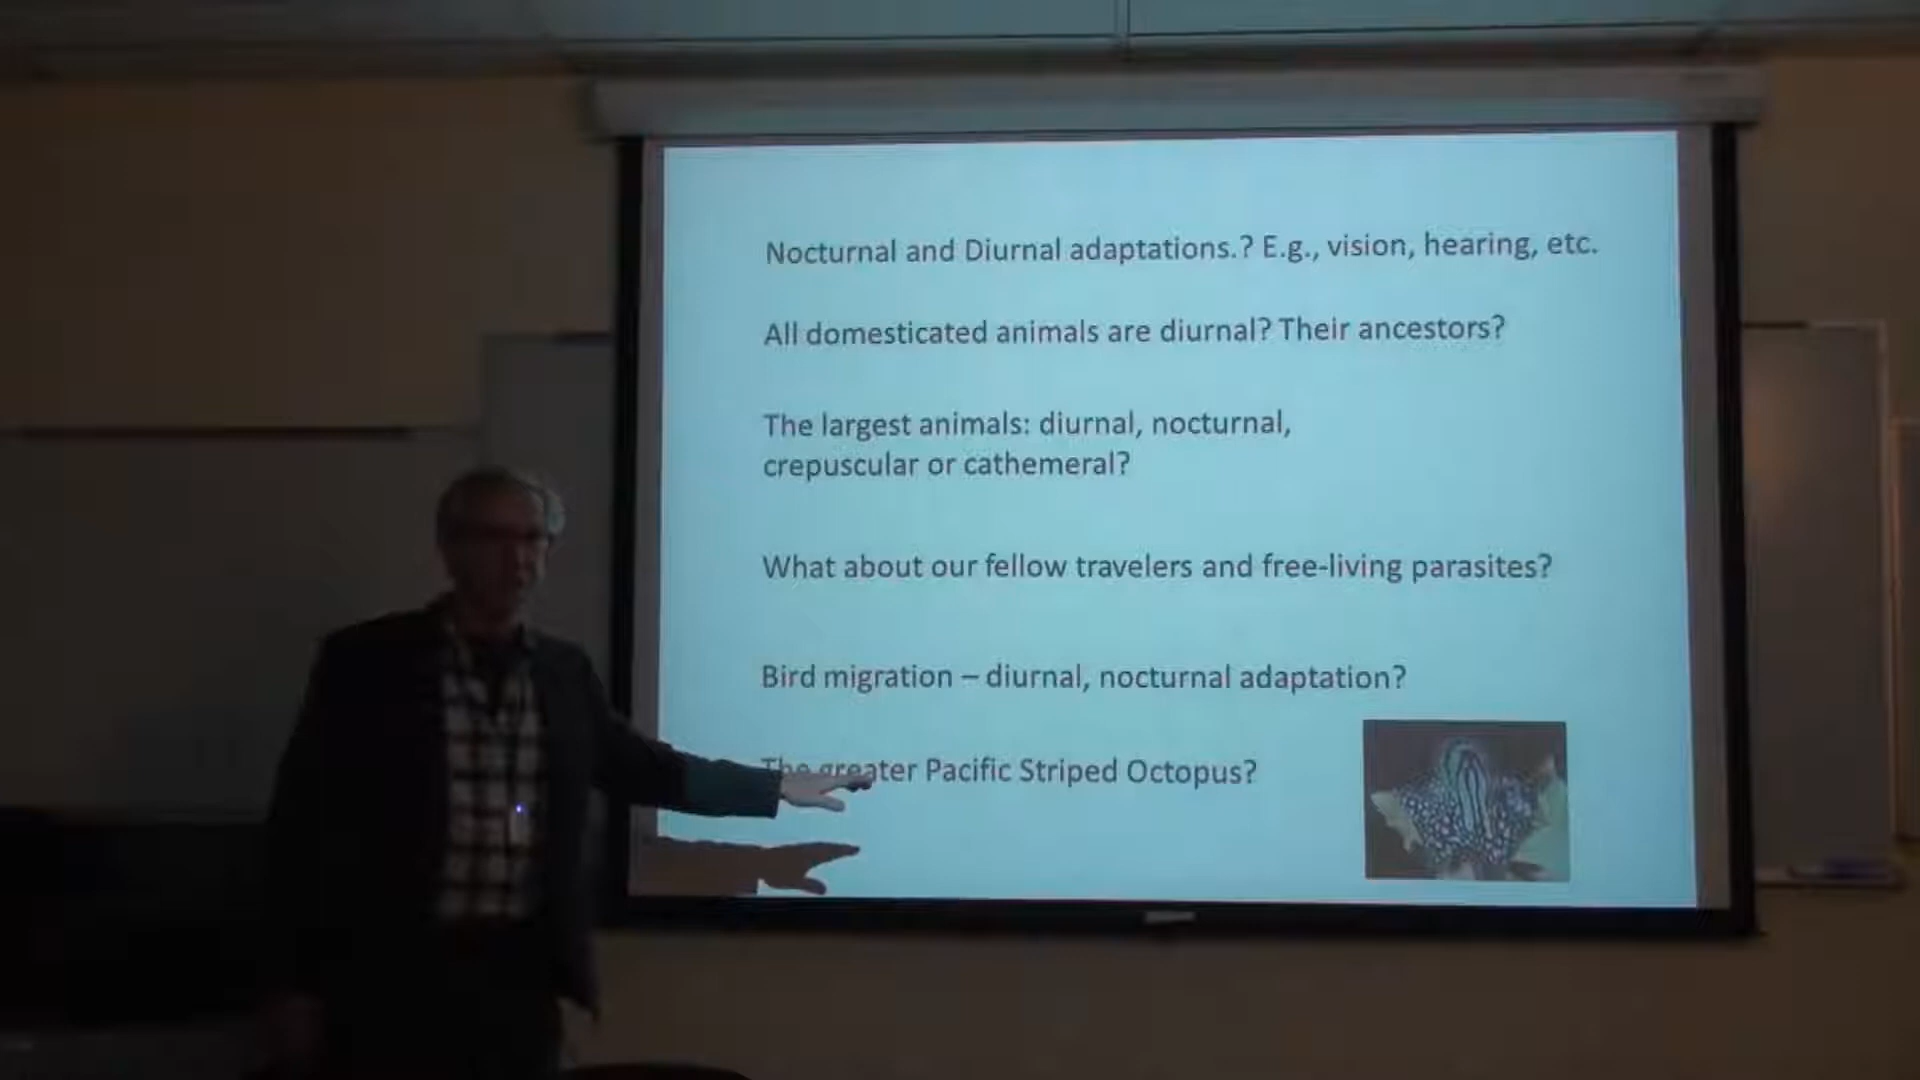 Nocturnal and Diurnal adaptations.? E.g., vision, hearing, etc.
All domesticated animals are diurnal? Their ancestors?
The largest animals: diurnal, nocturnal,
crepuscular or cathemeral?
What about our fellow travelers and free-living parasites?
Bird migration – diurnal, nocturnal adaptation?
The greater Pacific Striped Octopus?